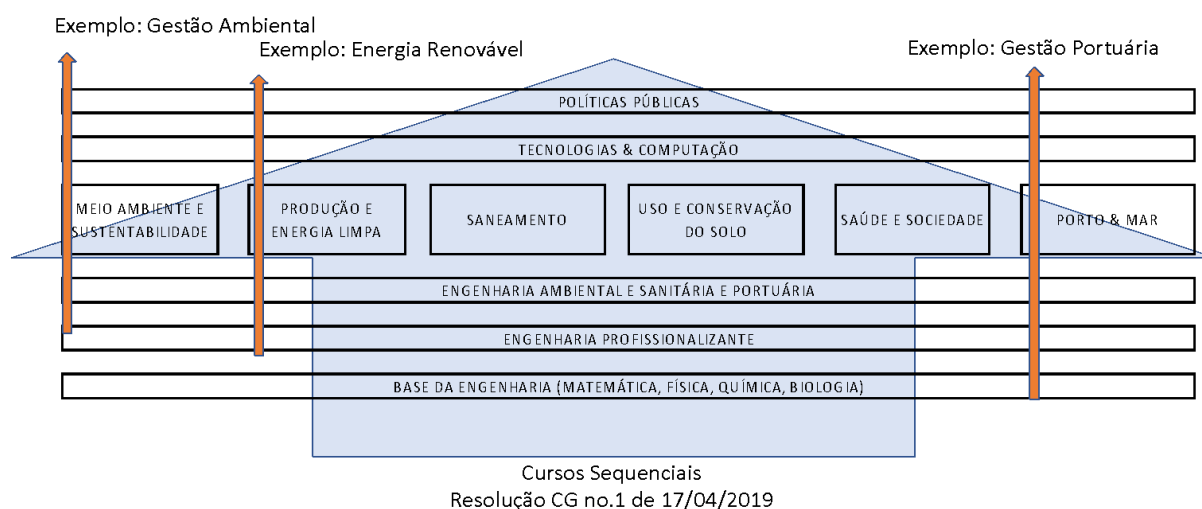 Exemplo: Gestão Ambiental
Exemplo: Energia Renovável
Exemplo: Gestão Portuária
POLÍTICAS PÚBLICAS
TECNOLOGIAS & COMPUTAÇÃO
MEIO AMBIENTE E
SUSTENTABILIDADE
PRODUÇÃO E
ENERGIA LIMPA
SANEAMENTO
USO E CONSERVAÇÃO
DO SOLO
SAÚDE E SOCIEDADE
PORTO & MAR
ENGENHARIA AMBIENTAL E SANITÁRIA E PORTUÁRIA
ENGENHARIA PROFISSIONALIZANTE
BASE DA ENGENHARIA (MATEMÁTICA, FÍSICA, QUÍMICA, BIOLOGIA)
Cursos Sequenciais
Resolução CG no.1 de 17/04/2019